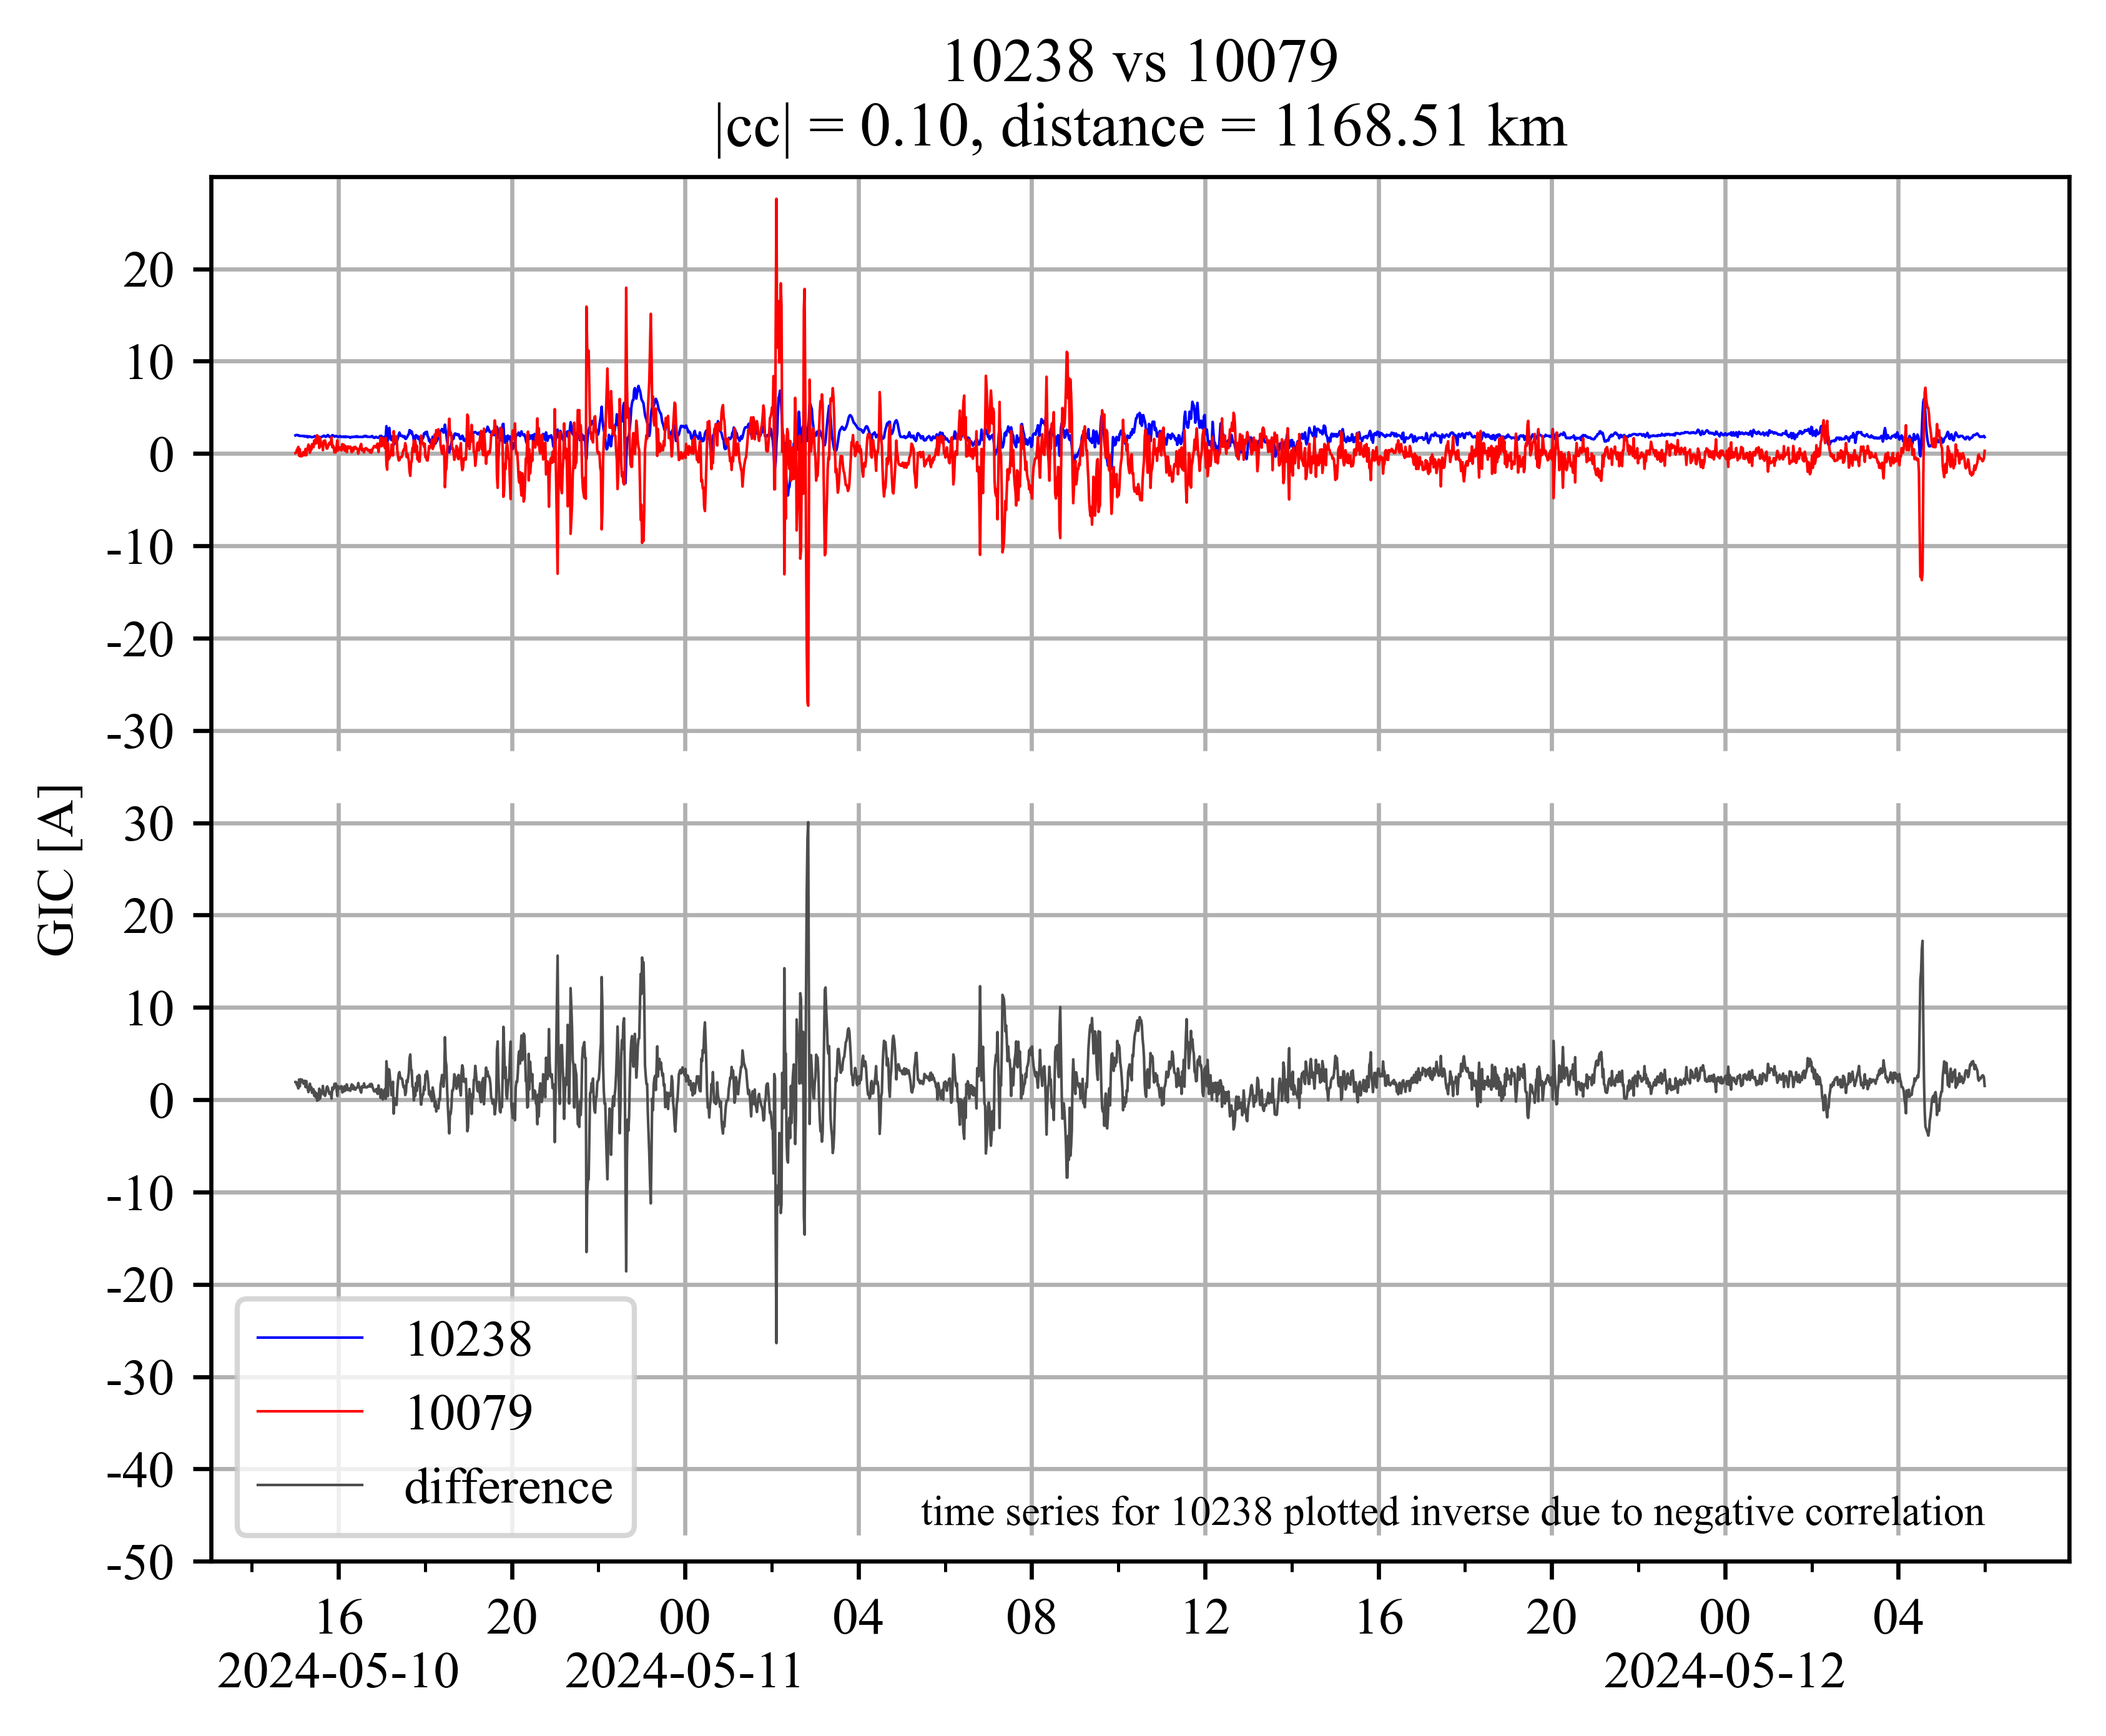 10238 vs 10079
|cc| = 0.10, distance = 1168.51 km
GIC [A]
20
10
0
-10
-20
-30
30
20
10
0
-10
-20
-30
-40
-50
10238
10079
difference
time series for 10238 plotted inverse due to negative correlation
16 20 00 04 08 12 16 20 00 04
2024-05-10 2024-05-11 2024-05-12